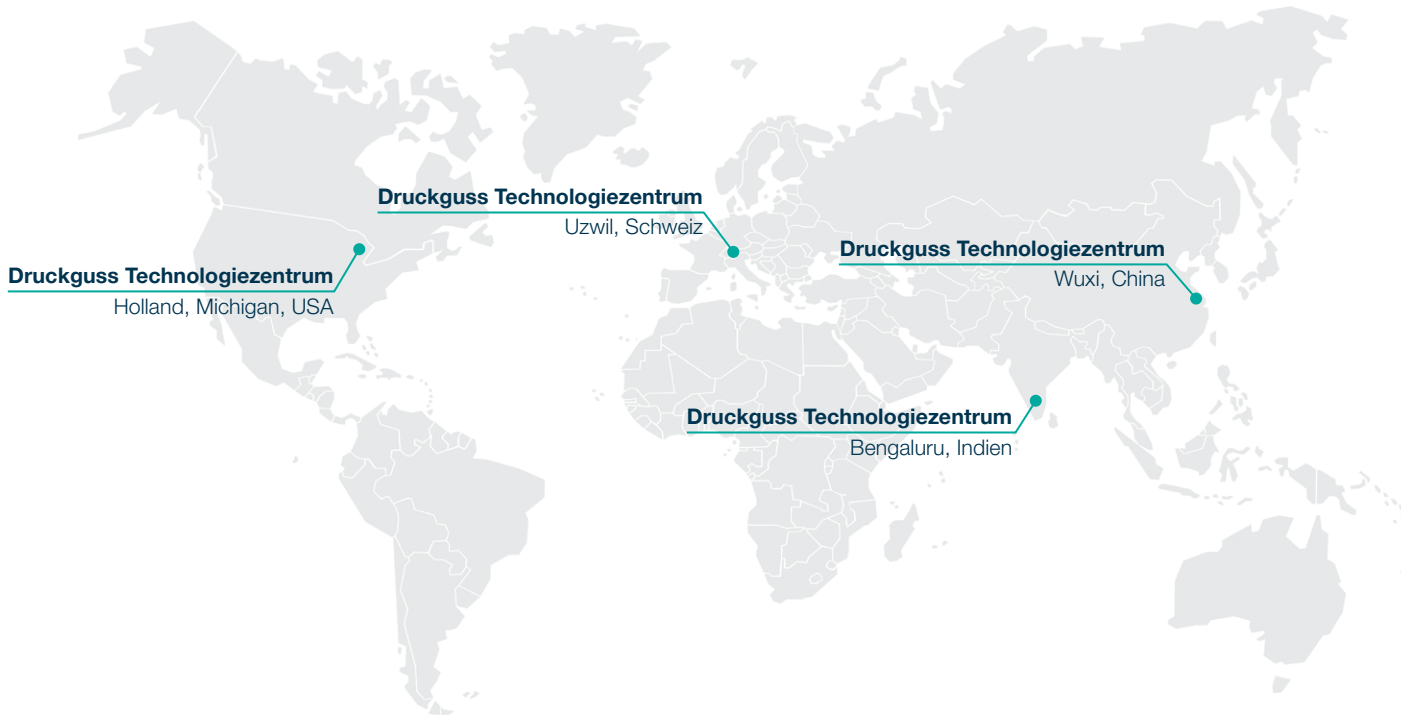 Druckguss Technologiezentrum
Uzwil, Schweiz
Druckguss Technologiezentrum
Wuxi, China
Druckguss Technologiezentrum
Holland, Michigan, USA
Druckguss Technologiezentrum
Bengaluru, Indien